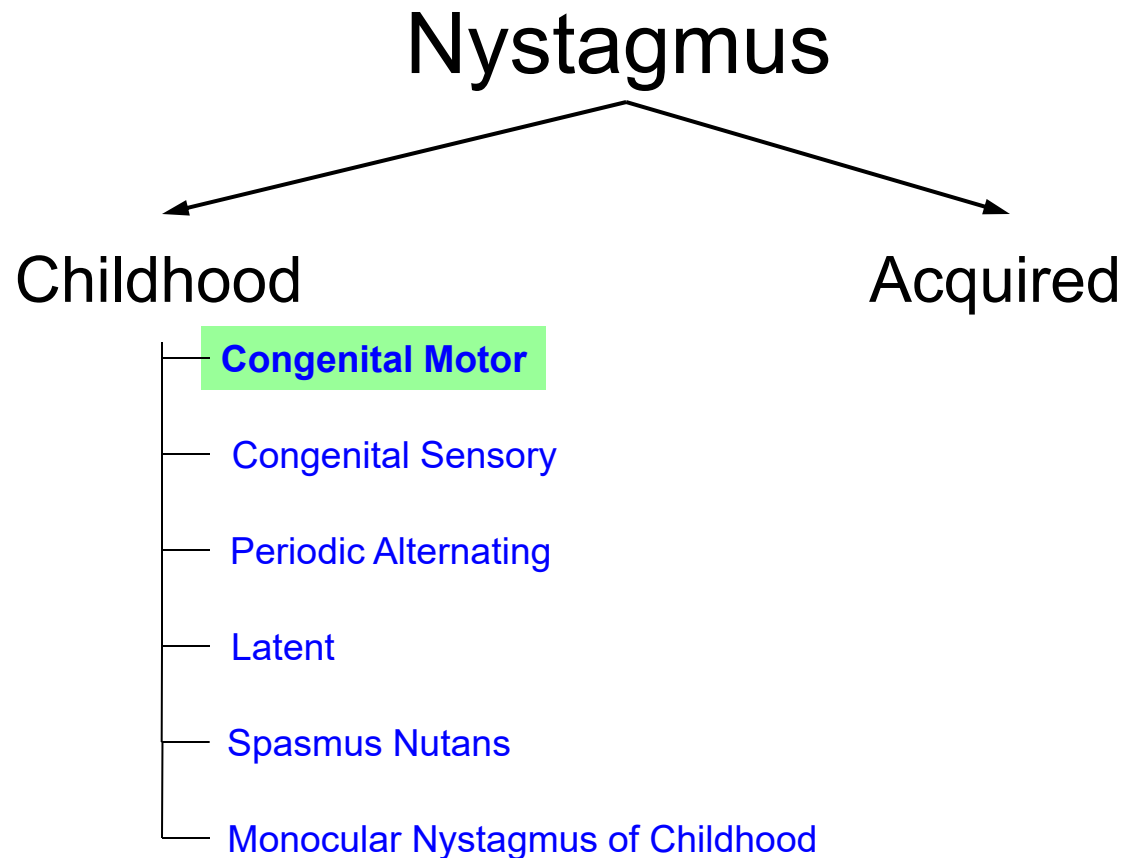 Nystagmus
Childhood
Acquired
Congenital Motor
Congenital Sensory
Periodic Alternating
Latent
Spasmus Nutans
Monocular Nystagmus of Childhood